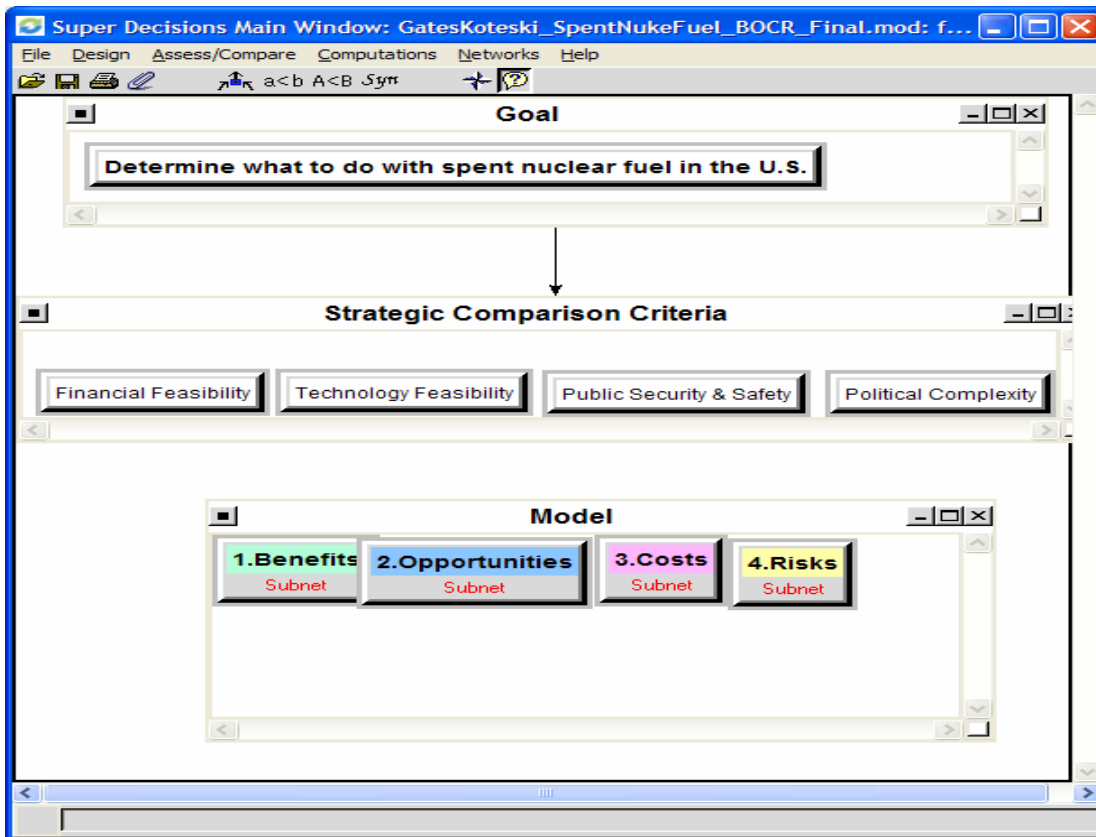 Super Decisions Main Window: GatesKoteski_SpentNukeFuel_BOCR_Final.mod: f...
File Design Assess/Compare Computations Networks Help
a<b A<B Syn
Goal
Determine what to do with spent nuclear fuel in the U.S.
Strategic Comparison Criteria
Financial Feasibility Technology Feasibility Public Security & Safety Political Complexity
Model
1.Benefits 2.Opportunities 3.Costs 4.Risks
Subnet Subnet Subnet Subnet